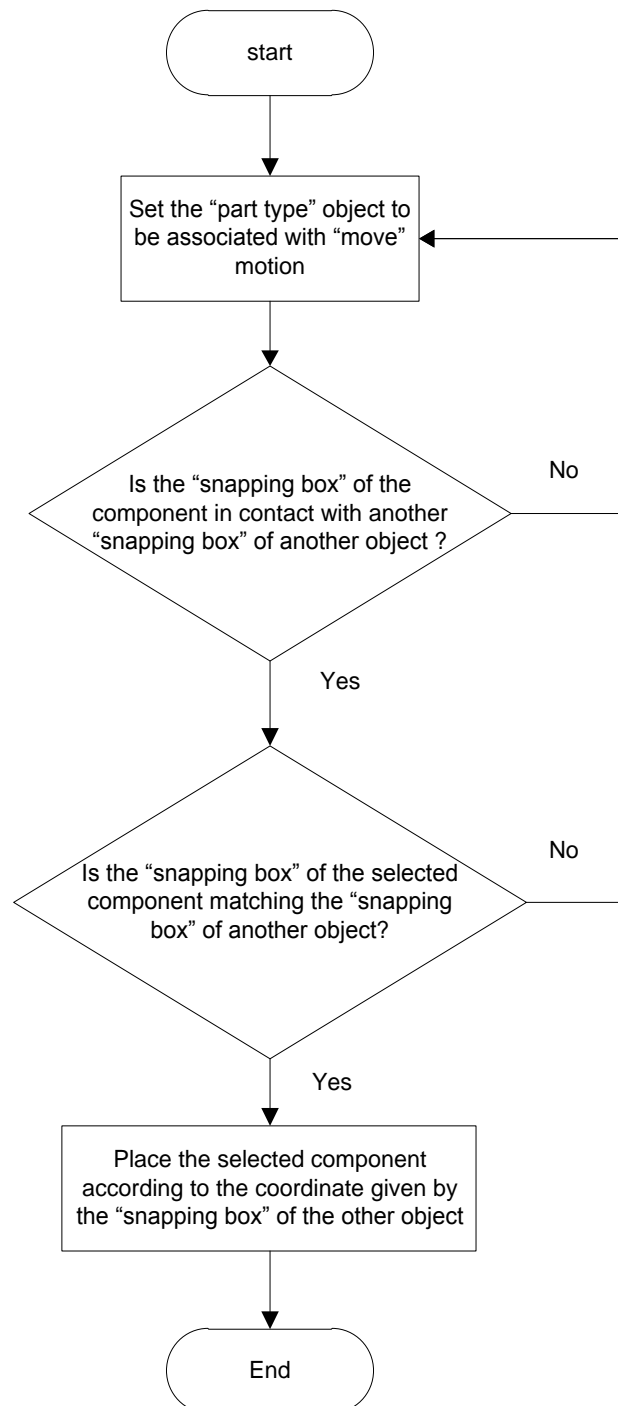 start
Set the “part type” object to
be associated with “move”
motion
Is the “snapping box” of the
component in contact with another
“snapping box” of another object ?
No
Yes
Is the “snapping box” of the selected
component matching the “snapping
box” of another object?
No
Yes
Place the selected component
according to the coordinate given by
the “snapping box” of the other object
End